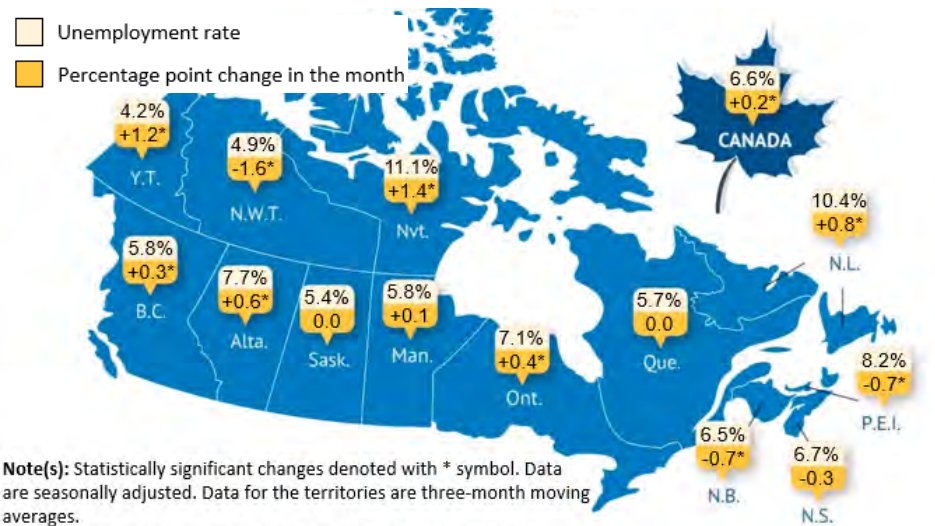 Unemployment rate
Percentage point change in the month
6.6%
+0.2*
CANADA
4.2%
+1.2*
Y.T.
4.9%
-1.6*
N.W.T.
11.1%
+1.4*
Nvt.
10.4%
+0.8*
N.L.
5.8%
+0.3*
B.C.
7.7%
+0.6*
Alta.
5.4%
0.0
Sask.
5.8%
+0.1
Man.
7.1%
+0.4*
Ont.
5.7%
0.0
Que.
8.2%
-0.7*
P.E.I.
6.5%
-0.7*
N.B.
6.7%
-0.3
N.S.
Note(s): Statistically significant changes denoted with * symbol. Data
are seasonally adjusted. Data for the territories are three-month moving
averages.